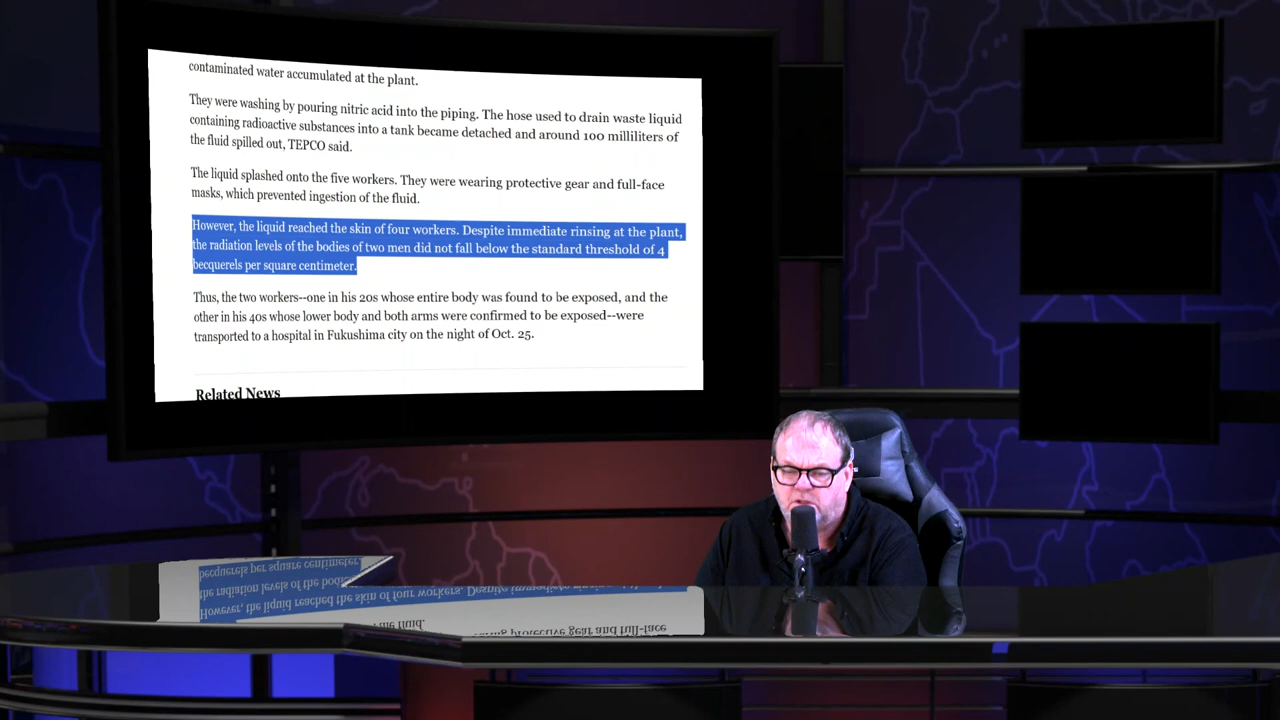 contaminated water accumulated at the plant.
They were washing by pouring nitric acid into the piping. The hose used to drain waste liquid
containing radioactive substances into a tank became detached and around 100 milliliters of
the fluid spilled out, TEPCO said.
The liquid splashed onto the five workers. They were wearing protective gear and full-face
masks, which prevented ingestion of the fluid.
However, the liquid reached the skin of four workers. Despite immediate rinsing at the plant,
the radiation levels of the bodies of two men did not fall below the standard threshold of 4
becquerels per square centimeter.
Thus, the two workers--one in his 20s whose entire body was found to be exposed, and the
other in his 40s whose lower body and both arms were confirmed to be exposed--were
transported to a hospital in Fukushima city on the night of Oct. 25.
Related News